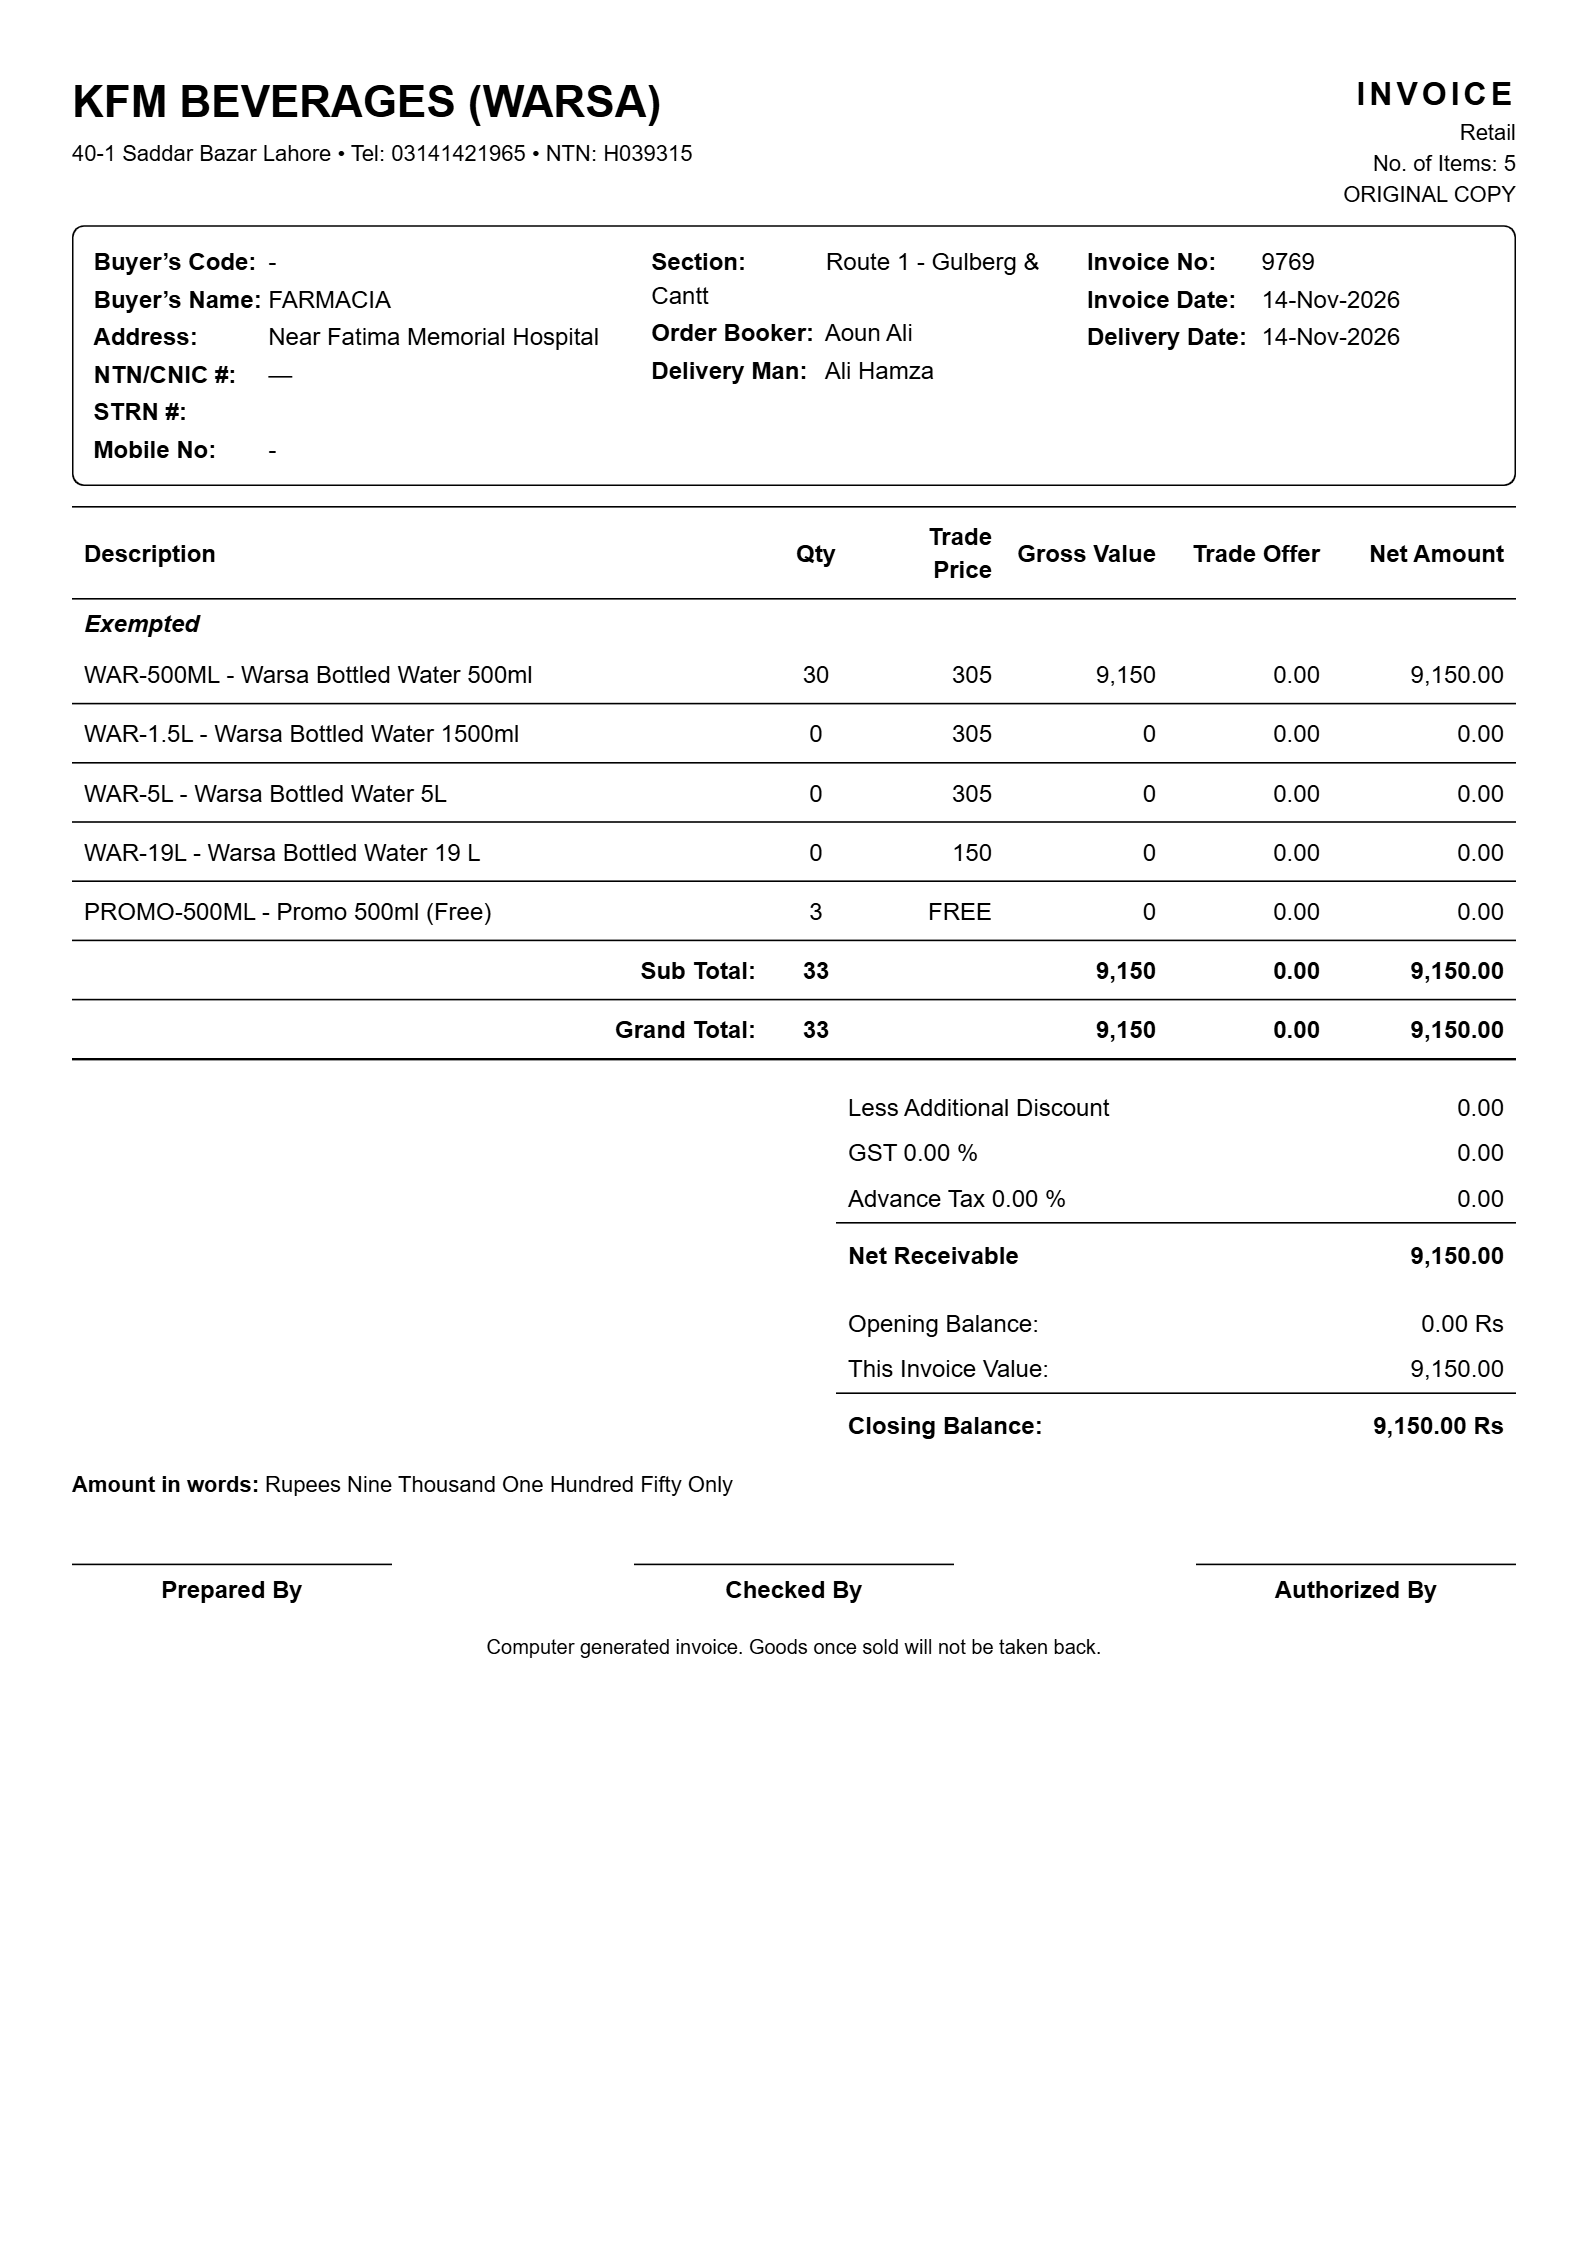 KFM BEVERAGES (WARSA)
40-1 Saddar Bazar Lahore • Tel: 03141421965 • NTN: H039315
INVOICE
Retail
No. of Items: 5
ORIGINAL COPY
Buyer’s Code: -
Buyer’s Name: FARMACIA
Address: Near Fatima Memorial Hospital
NTN/CNIC #: —
STRN #:
Mobile No: -
Section: Route 1 - Gulberg &
Cantt
Order Booker: Aoun Ali
Delivery Man: Ali Hamza
Invoice No: 9769
Invoice Date: 14-Nov-2026
Delivery Date: 14-Nov-2026
Description Qty Trade Price Gross Value Trade Offer Net Amount
Exempted
WAR-500ML - Warsa Bottled Water 500ml 30 305 9,150 0.00 9,150.00
WAR-1.5L - Warsa Bottled Water 1500ml 0 305 0 0.00 0.00
WAR-5L - Warsa Bottled Water 5L 0 305 0 0.00 0.00
WAR-19L - Warsa Bottled Water 19 L 0 150 0 0.00 0.00
PROMO-500ML - Promo 500ml (Free) 3 FREE 0 0.00 0.00
Sub Total: 33 9,150 0.00 9,150.00
Grand Total: 33 9,150 0.00 9,150.00
Less Additional Discount 0.00
GST 0.00 % 0.00
Advance Tax 0.00 % 0.00
Net Receivable 9,150.00
Opening Balance: 0.00 Rs
This Invoice Value: 9,150.00
Closing Balance: 9,150.00 Rs
Amount in words: Rupees Nine Thousand One Hundred Fifty Only
Prepared By Checked By Authorized By
Computer generated invoice. Goods once sold will not be taken back.